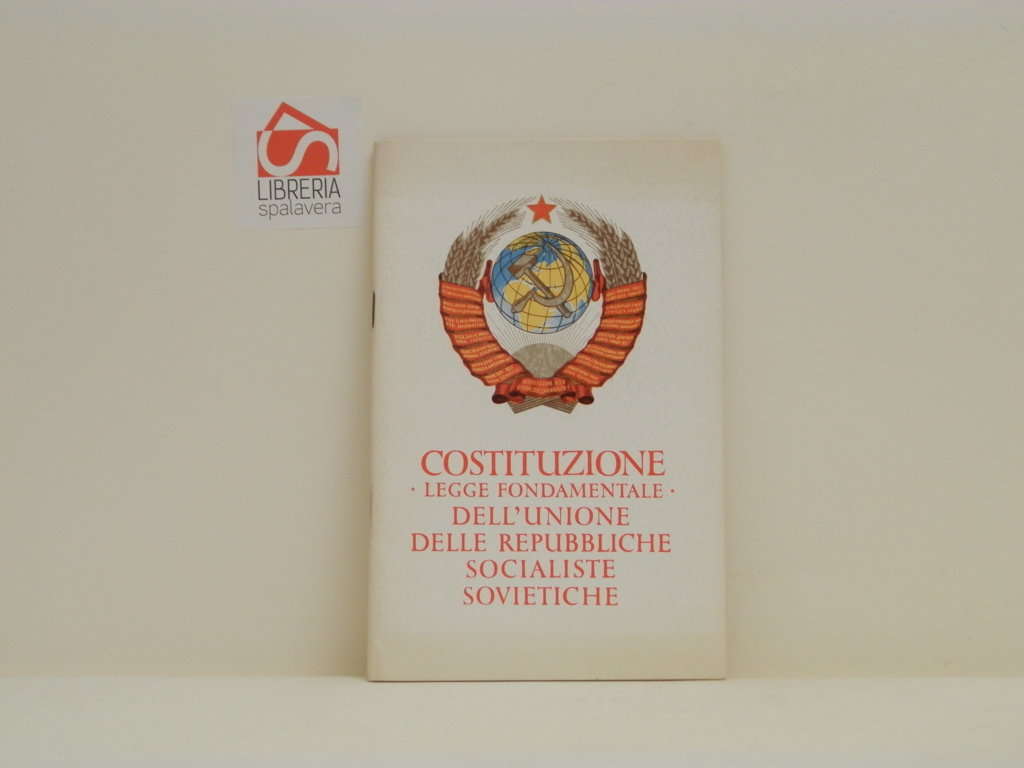 LIBRERIA
spalavera
COSTITUZIONE
· LEGGE FONDAMENTALE ·
DELL'UNIONE
DELLE REPUBBLICHE
SOCIALISTE
SOVIETICHE